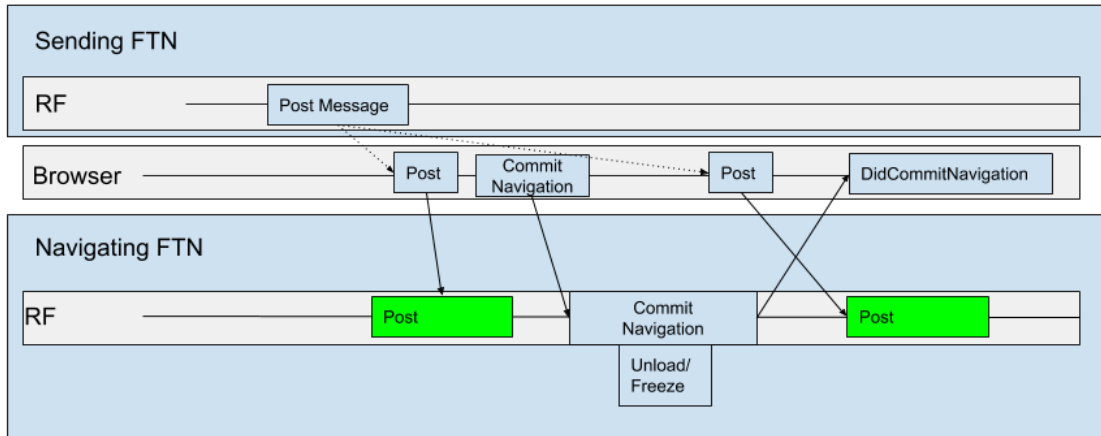 Sending FTN
RF
Post Message
Browser
Post
Commit
Navigation
Post
DidCommitNavigation
Navigating FTN
RF
Post
Commit
Navigation
Post
Unload/
Freeze